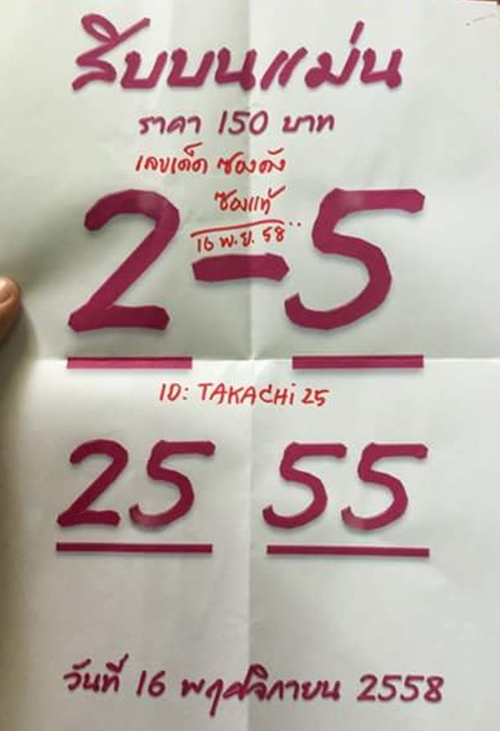 สิบบนแม่น
ราคา 150 บาท
เลขเด็ด ซองดัง
ซองแท้
16 พ.ย. 58
2-5
ID: TAKACHi 25
25 55
วันที่ 16 พฤศจิกายน 2558